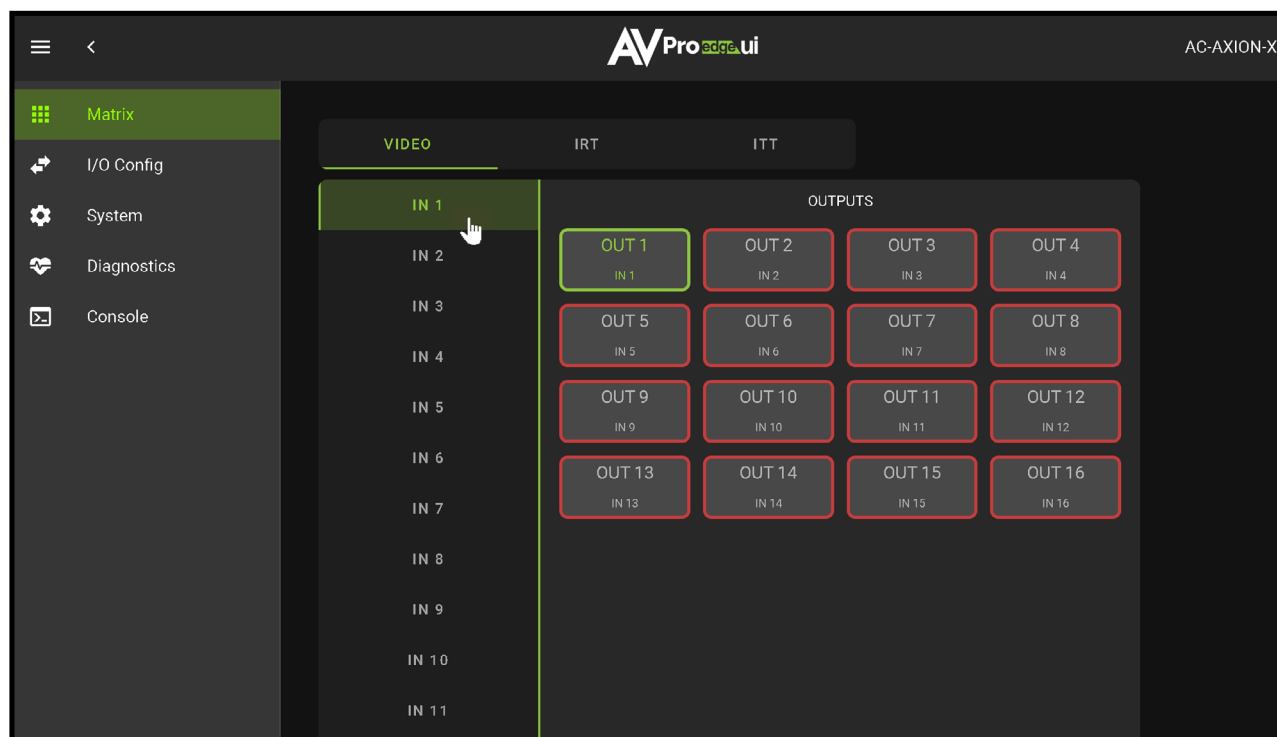 AVPro edge.ui
AC-AXION-X
Matrix
I/O Config
System
Diagnostics
Console
VIDEO IRT ITT
IN 1
IN 2
IN 3
IN 4
IN 5
IN 6
IN 7
IN 8
IN 9
IN 10
IN 11
OUTPUTS
OUT 1 OUT 2 OUT 3 OUT 4
IN 1 IN 2 IN 3 IN 4
OUT 5 OUT 6 OUT 7 OUT 8
IN 5 IN 6 IN 7 IN 8
OUT 9 OUT 10 OUT 11 OUT 12
IN 9 IN 10 IN 11 IN 12
OUT 13 OUT 14 OUT 15 OUT 16
IN 13 IN 14 IN 15 IN 16